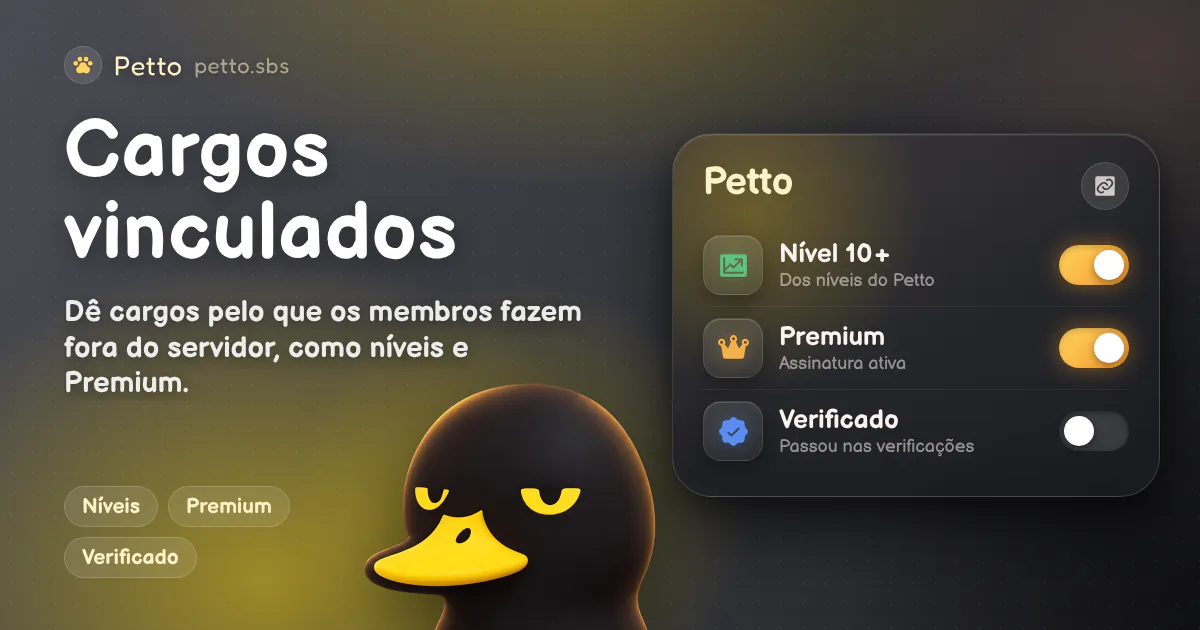 Petto petto.sbs
Cargos
vinculados
Dê cargos pelo que os membros fazem
fora do servidor, como níveis e
Premium.
Níveis
Premium
Verificado
Petto
Nível 10+
Dos níveis do Petto
Premium
Assinatura ativa
Verificado
Passou nas verificações